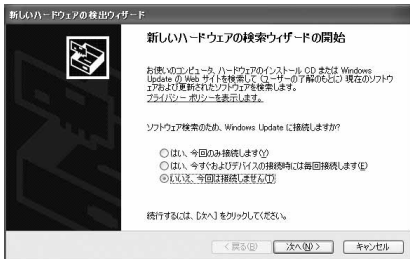 新しいハードウェアの検出ウィザード
新しいハードウェアの検索ウィザードの開始
お使いのコンピュータ、ハードウェアのインストール CD または Windows
Update の Web サイトを検索して (ユーザーの了解のもとに) 現在のソフトウ
ェアおよび更新されたソフトウェアを検索します。
プライバシー ポリシーを表示します。
ソフトウェア検索のため、Windows Update に接続しますか?
はい、今回のみ接続します(Y)
はい、今すぐおよびデバイスの接続時には毎回接続します(E)
いいえ、今回は接続しません(T)
続行するには、[次へ] をクリックしてください。
< 戻る(B) 次へ(N) > キャンセル